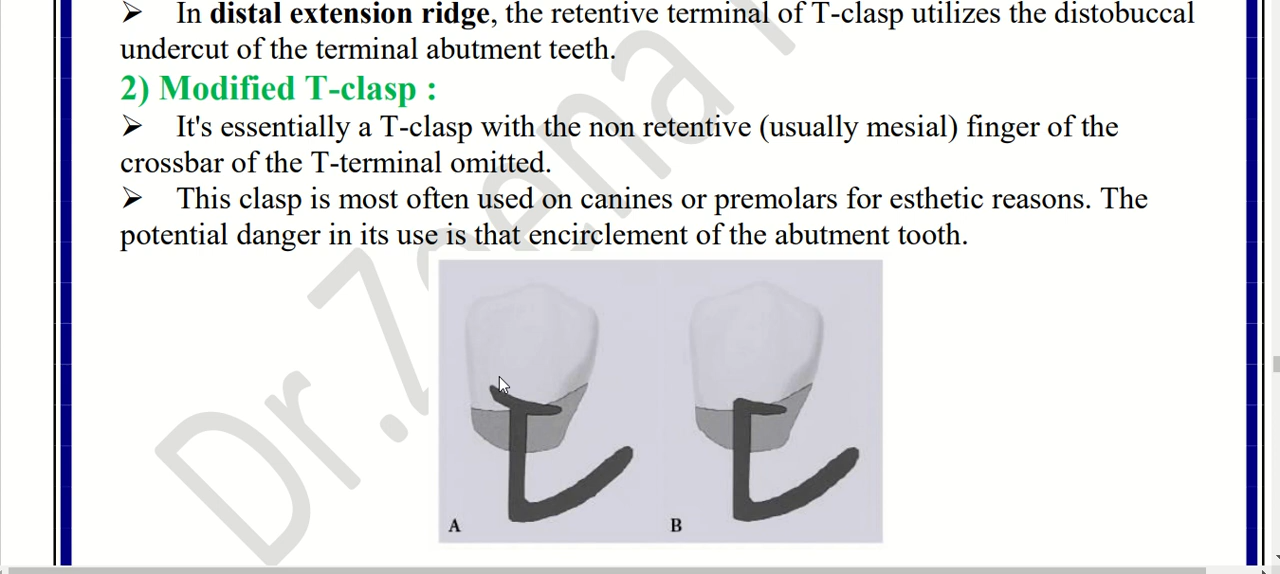 ➢ In distal extension ridge, the retentive terminal of T-clasp utilizes the distobuccal
undercut of the terminal abutment teeth.
2) Modified T-clasp :
➢ It's essentially a T-clasp with the non retentive (usually mesial) finger of the
crossbar of the T-terminal omitted.
➢ This clasp is most often used on canines or premolars for esthetic reasons. The
potential danger in its use is that encirclement of the abutment tooth.
A B
Dr.Zeena